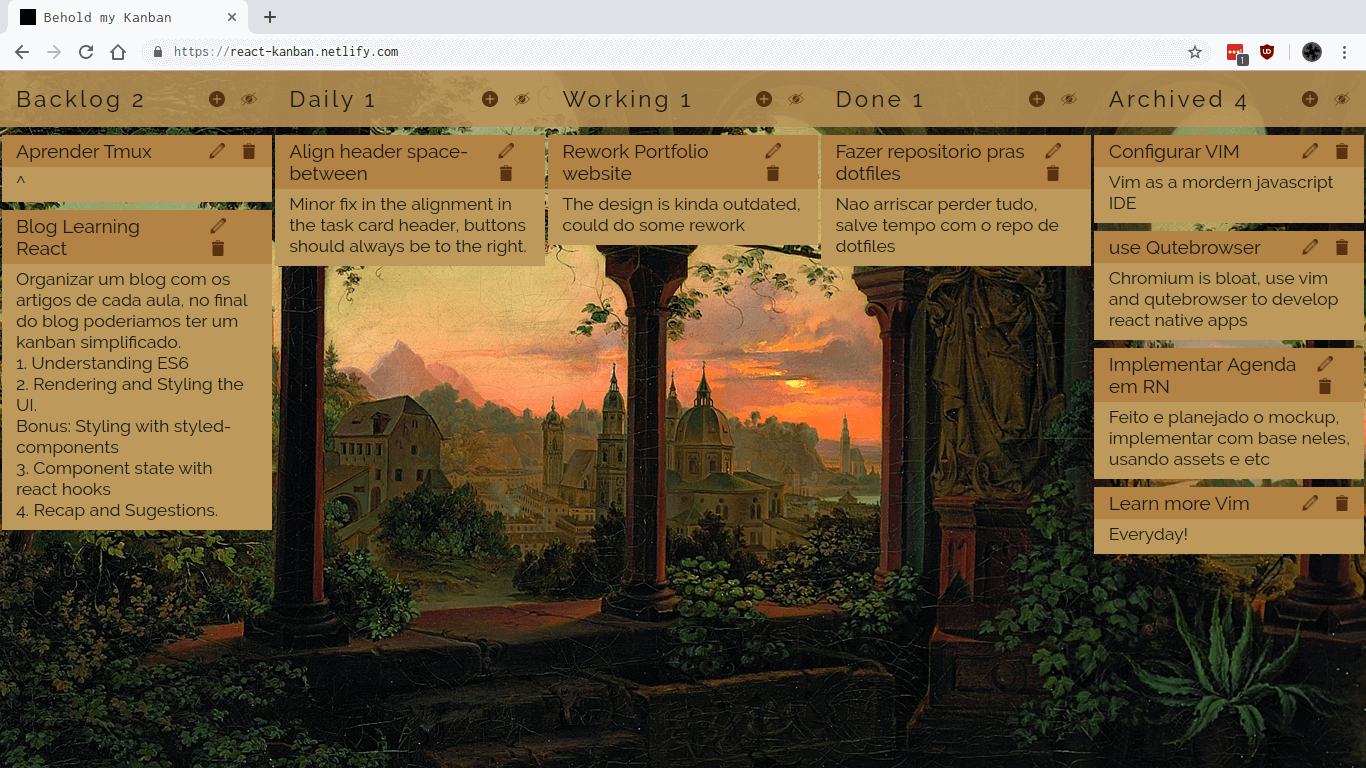 Behold my Kanban
https://react-kanban.netlify.com
1
Backlog 2
Daily 1
Working 1
Done 1
Archived 4
Aprender Tmux
^
Blog Learning
React
Organizar um blog com os
artigos de cada aula, no final
do blog poderiamos ter um
kanban simplificado.
1. Understanding ES6
2. Rendering and Styling the
UI.
Bonus: Styling with styled-
components
3. Component state with
react hooks
4. Recap and Sugestions.
Align header space-
between
Minor fix in the alignment in
the task card header, buttons
should always be to the right.
Rework Portfolio
website
The design is kinda outdated,
could do some rework
Fazer repositorio pras
dotfiles
Nao arriscar perder tudo,
salve tempo com o repo de
dotfiles
Configurar VIM
Vim as a mordern javascript
IDE
use Qutebrowser
Chromium is bloat, use vim
and qutebrowser to develop
react native apps
Implementar Agenda
em RN
Feito e planejado o mockup,
implementar com base neles,
usando assets e etc
Learn more Vim
Everyday!